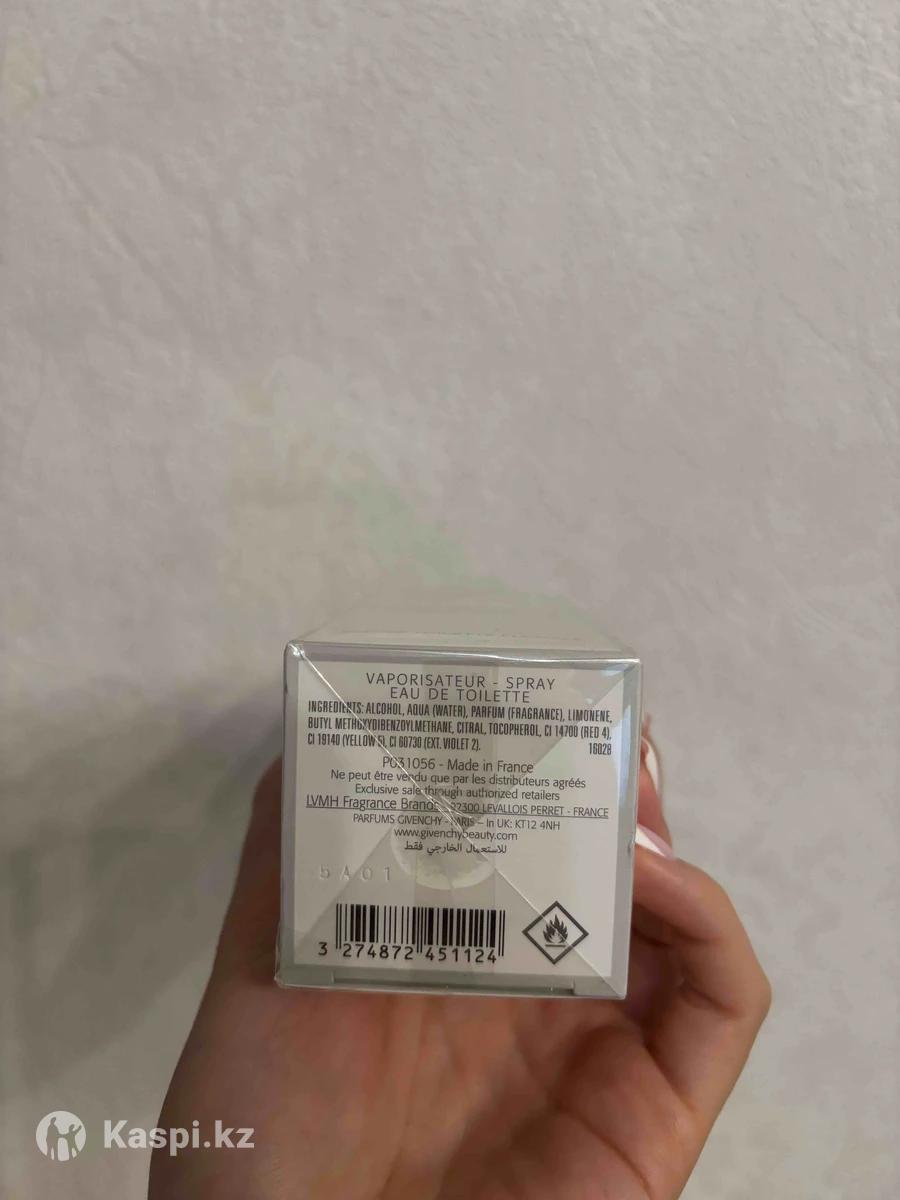 VAPORISATEUR - SPRAY
EAU DE TOILETTE
INGREDIENTS: ALCOHOL, AQUA (WATER), PARFUM (FRAGRANCE), LIMONENE,
BUTYL METHOXYDIBENZOYLMETHANE, CITRAL, TOCOPHEROL, CI 14700 (RED 4),
CI 19140 (YELLOW 5), CI 60730 (EXT. VIOLET 2). 16028
P031056 - Made in France
Ne peut être vendu que par les distributeurs agréés
Exclusive sale through authorized retailers
LVMH Fragrance Brands 92300 LEVALLOIS PERRET - FRANCE
PARFUMS GIVENCHY - PARIS – In UK: KT12 4NH
www.givenchybeauty.com
للاستعمال الخارجي فقط
5A01
3 274872 451124
Kaspi.kz